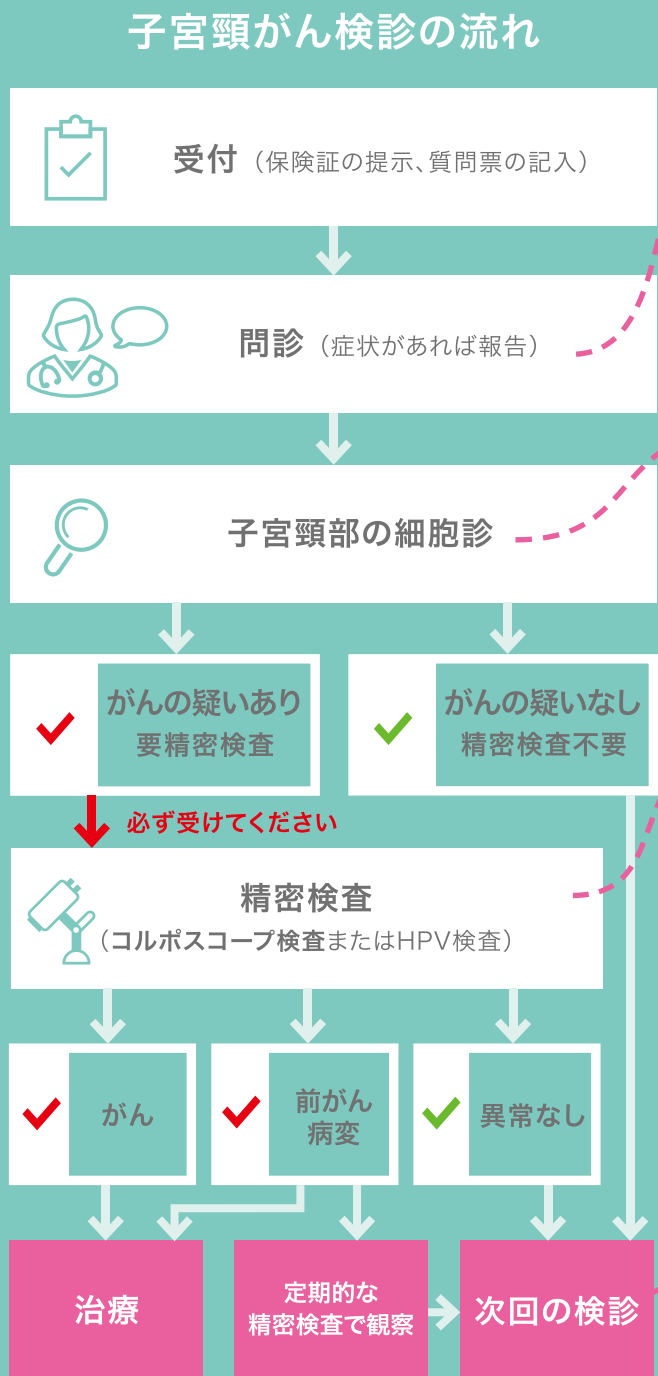 子宮頸がん検診の流れ
受付（保険証の提示、質問票の記入）
問診（症状があれば報告）
子宮頸部の細胞診
がんの疑いあり
要精密検査
がんの疑いなし
精密検査不要
必ず受けてください
精密検査
（コルポスコープ検査またはHPV検査）
がん
前がん
病変
異常なし
治療
定期的な
精密検査で観察
次回の検診